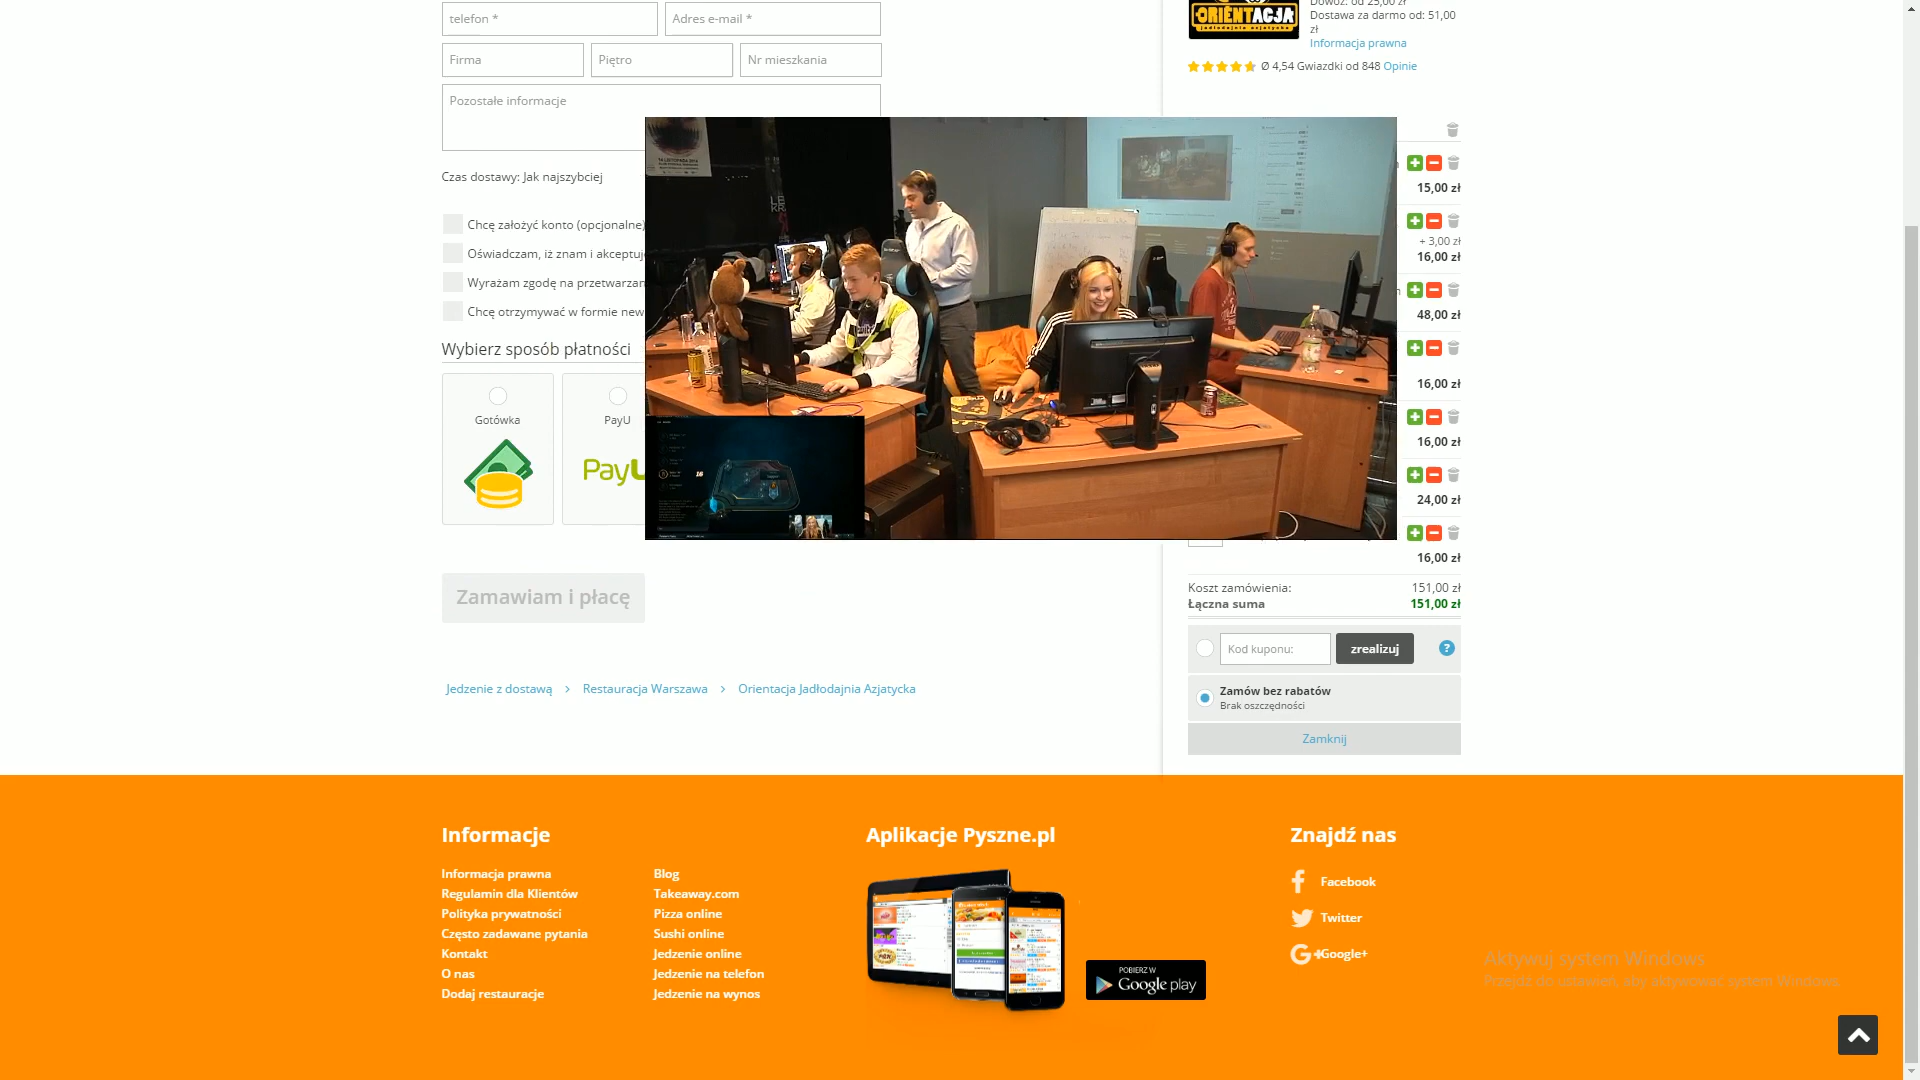 telefon *
Adres e-mail *
Firma
Piętro
Nr mieszkania
Pozostałe informacje
Czas dostawy: Jak najszybciej
Chcę założyć konto (opcjonalne)
Oświadczam, iż znam i akceptuj
Wyrażam zgodę na przetwarzan
Chcę otrzymywać w formie new
Wybierz sposób płatności
Gotówka
PayU
PayU
Zamawiam i płacę
Jedzenie z dostawą
Restauracja Warszawa
Orientacja Jadłodajnia Azjatycka
ORIENTACJA
Dowóz: od 25,00 zł
Dostawa za darmo od: 51,00
zł
Informacja prawna
Ø 4,54 Gwiazdki od 848 Opinie
15,00 zł
+ 3,00 zł
16,00 zł
48,00 zł
16,00 zł
16,00 zł
24,00 zł
16,00 zł
Koszt zamówienia: 151,00 zł
Łączna suma 151,00 zł
Kod kuponu:
zrealizuj
?
Zamów bez rabatów
Brak oszczędności
Zamknij
Informacje
Informacja prawna
Regulamin dla Klientów
Polityka prywatności
Często zadawane pytania
Kontakt
O nas
Dodaj restauracje
Blog
Takeaway.com
Pizza online
Sushi online
Jedzenie online
Jedzenie na telefon
Jedzenie na wynos
Aplikacje Pyszne.pl
POBIERZ W
Google play
Znajdź nas
Facebook
Twitter
Google+
Aktywuj system Windows
Przejdź do ustawień, aby aktywować system Windows.